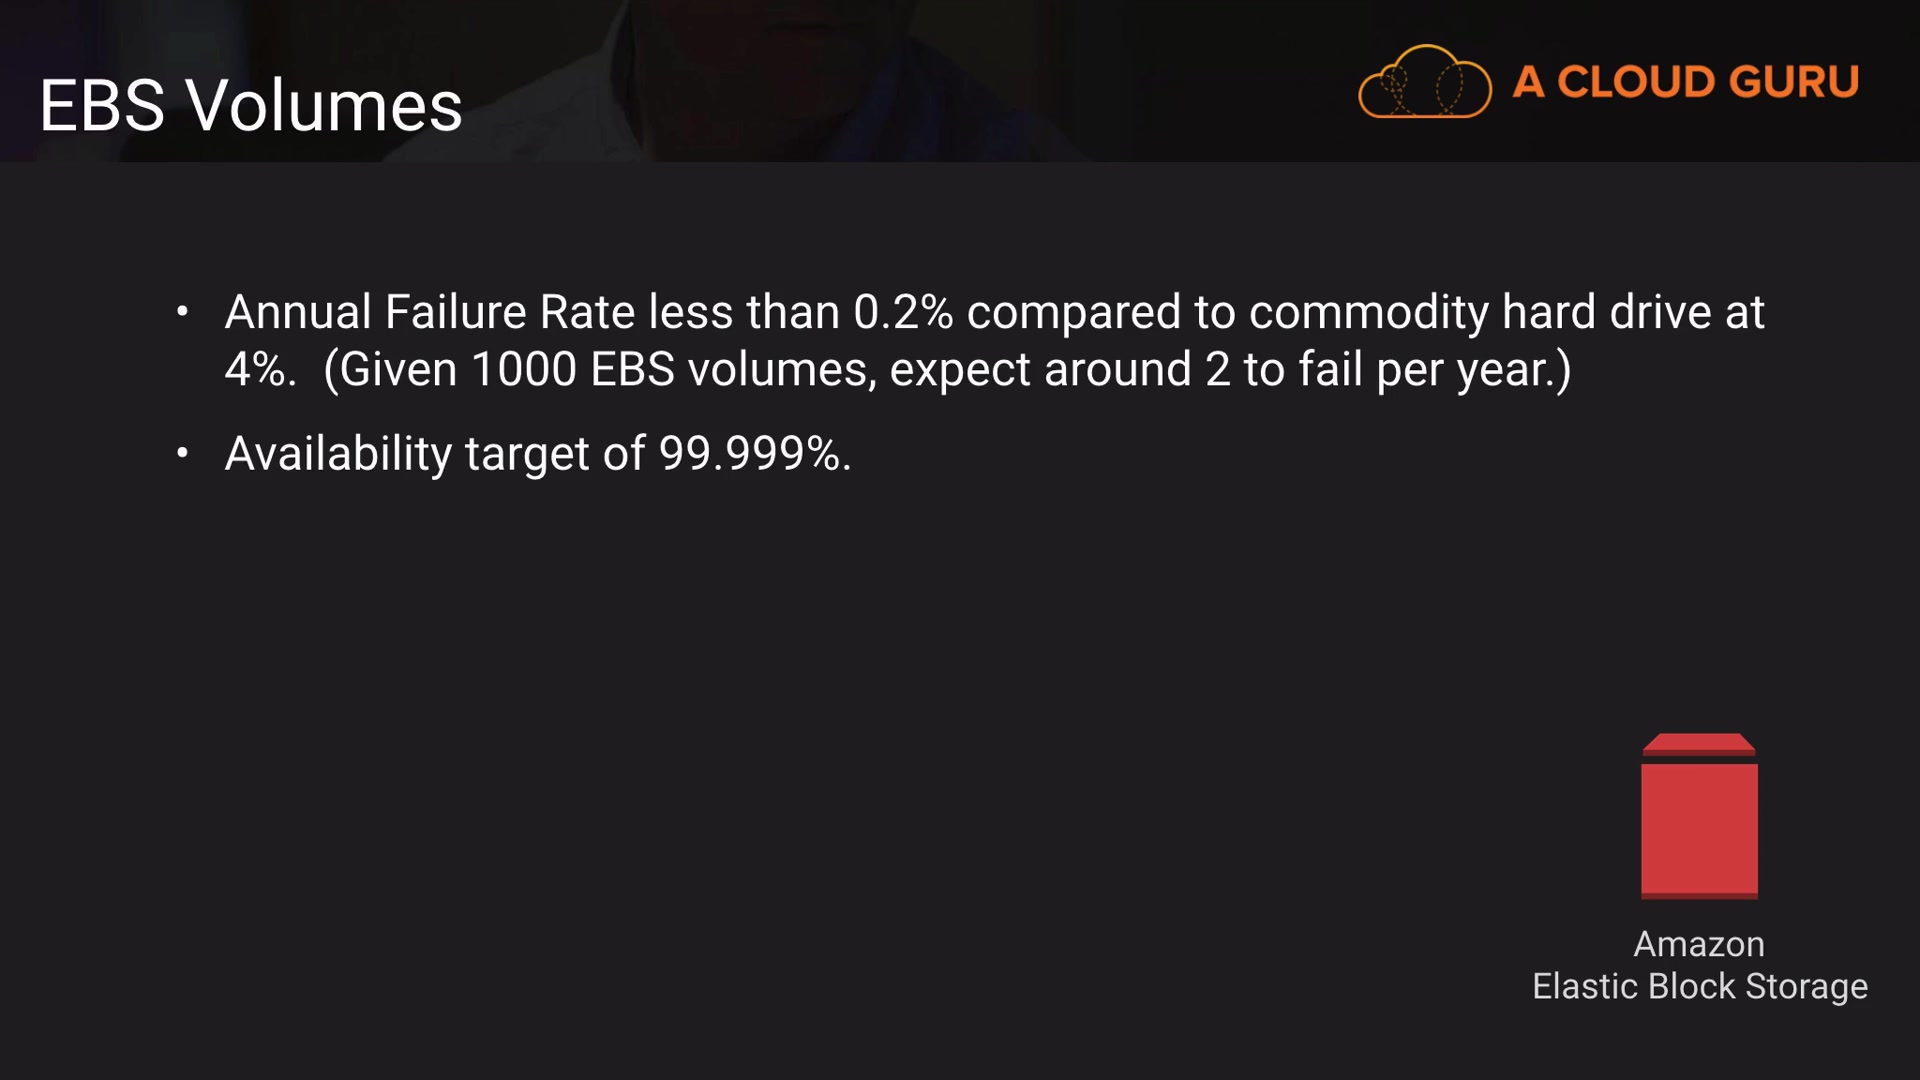 EBS Volumes
A CLOUD GURU
• Annual Failure Rate less than 0.2% compared to commodity hard drive at
4%.  (Given 1000 EBS volumes, expect around 2 to fail per year.)
• Availability target of 99.999%.
Amazon
Elastic Block Storage